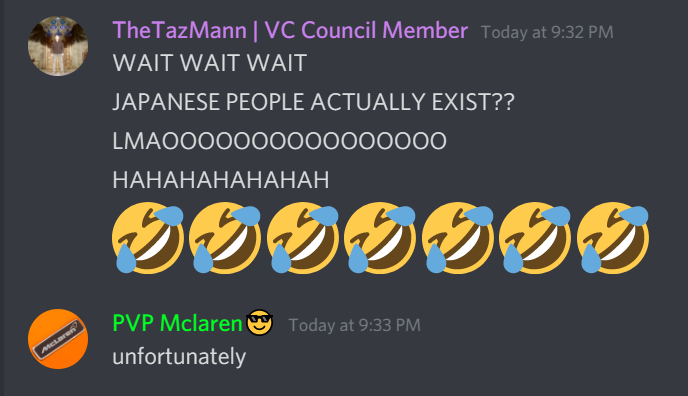 TheTazMann | VC Council Member Today at 9:32 PM
WAIT WAIT WAIT
JAPANESE PEOPLE ACTUALLY EXIST??
LMAOOOOOOOOOOOOOOOO
HAHAHAHAHAHAH
🤣🤣🤣🤣🤣🤣🤣
McLaren
PVP Mclaren😎 Today at 9:33 PM
unfortunately